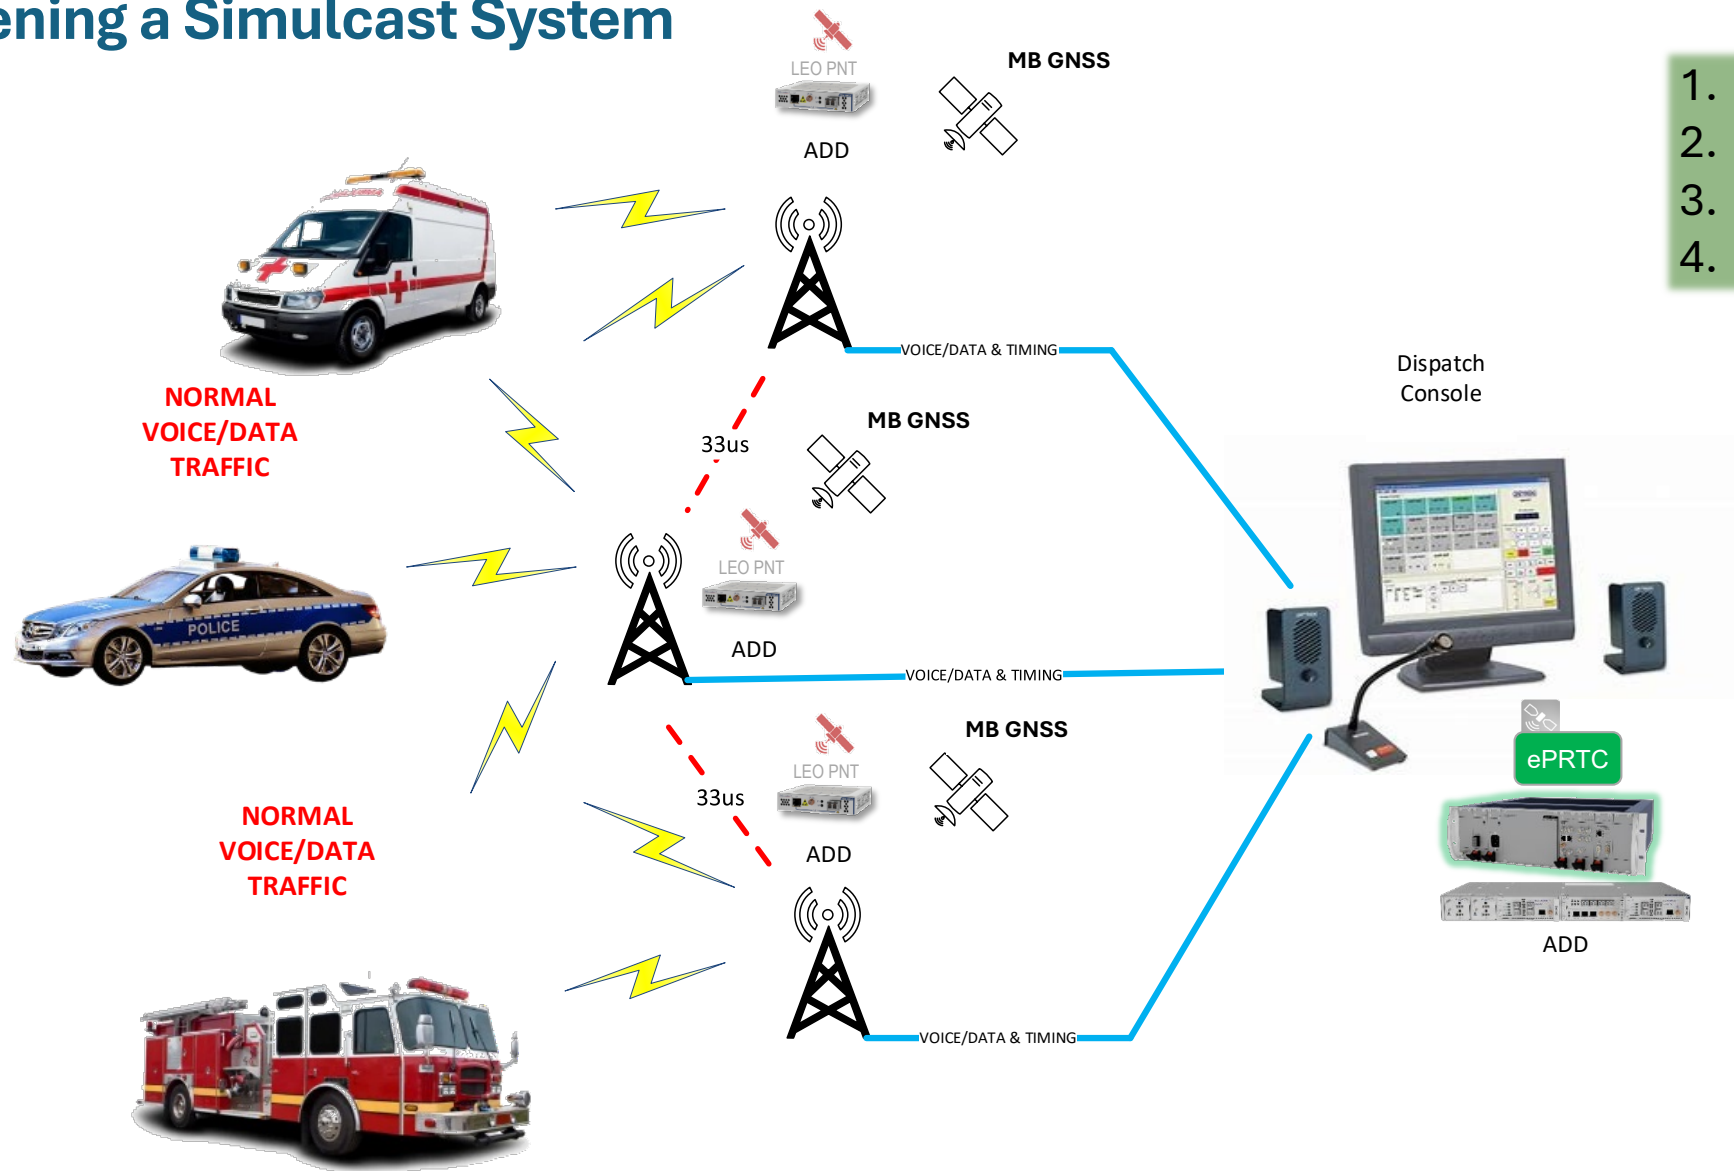 ening a Simulcast System
LEO PNT
MB GNSS
ADD
1.
2.
3.
4.
VOICE/DATA & TIMING
Dispatch
Console
NORMAL
VOICE/DATA
TRAFFIC
33us
MB GNSS
LEO PNT
ADD
POLICE
VOICE/DATA & TIMING
MB GNSS
LEO PNT
33us
ADD
ePRTC
NORMAL
VOICE/DATA
TRAFFIC
ADD
VOICE/DATA & TIMING